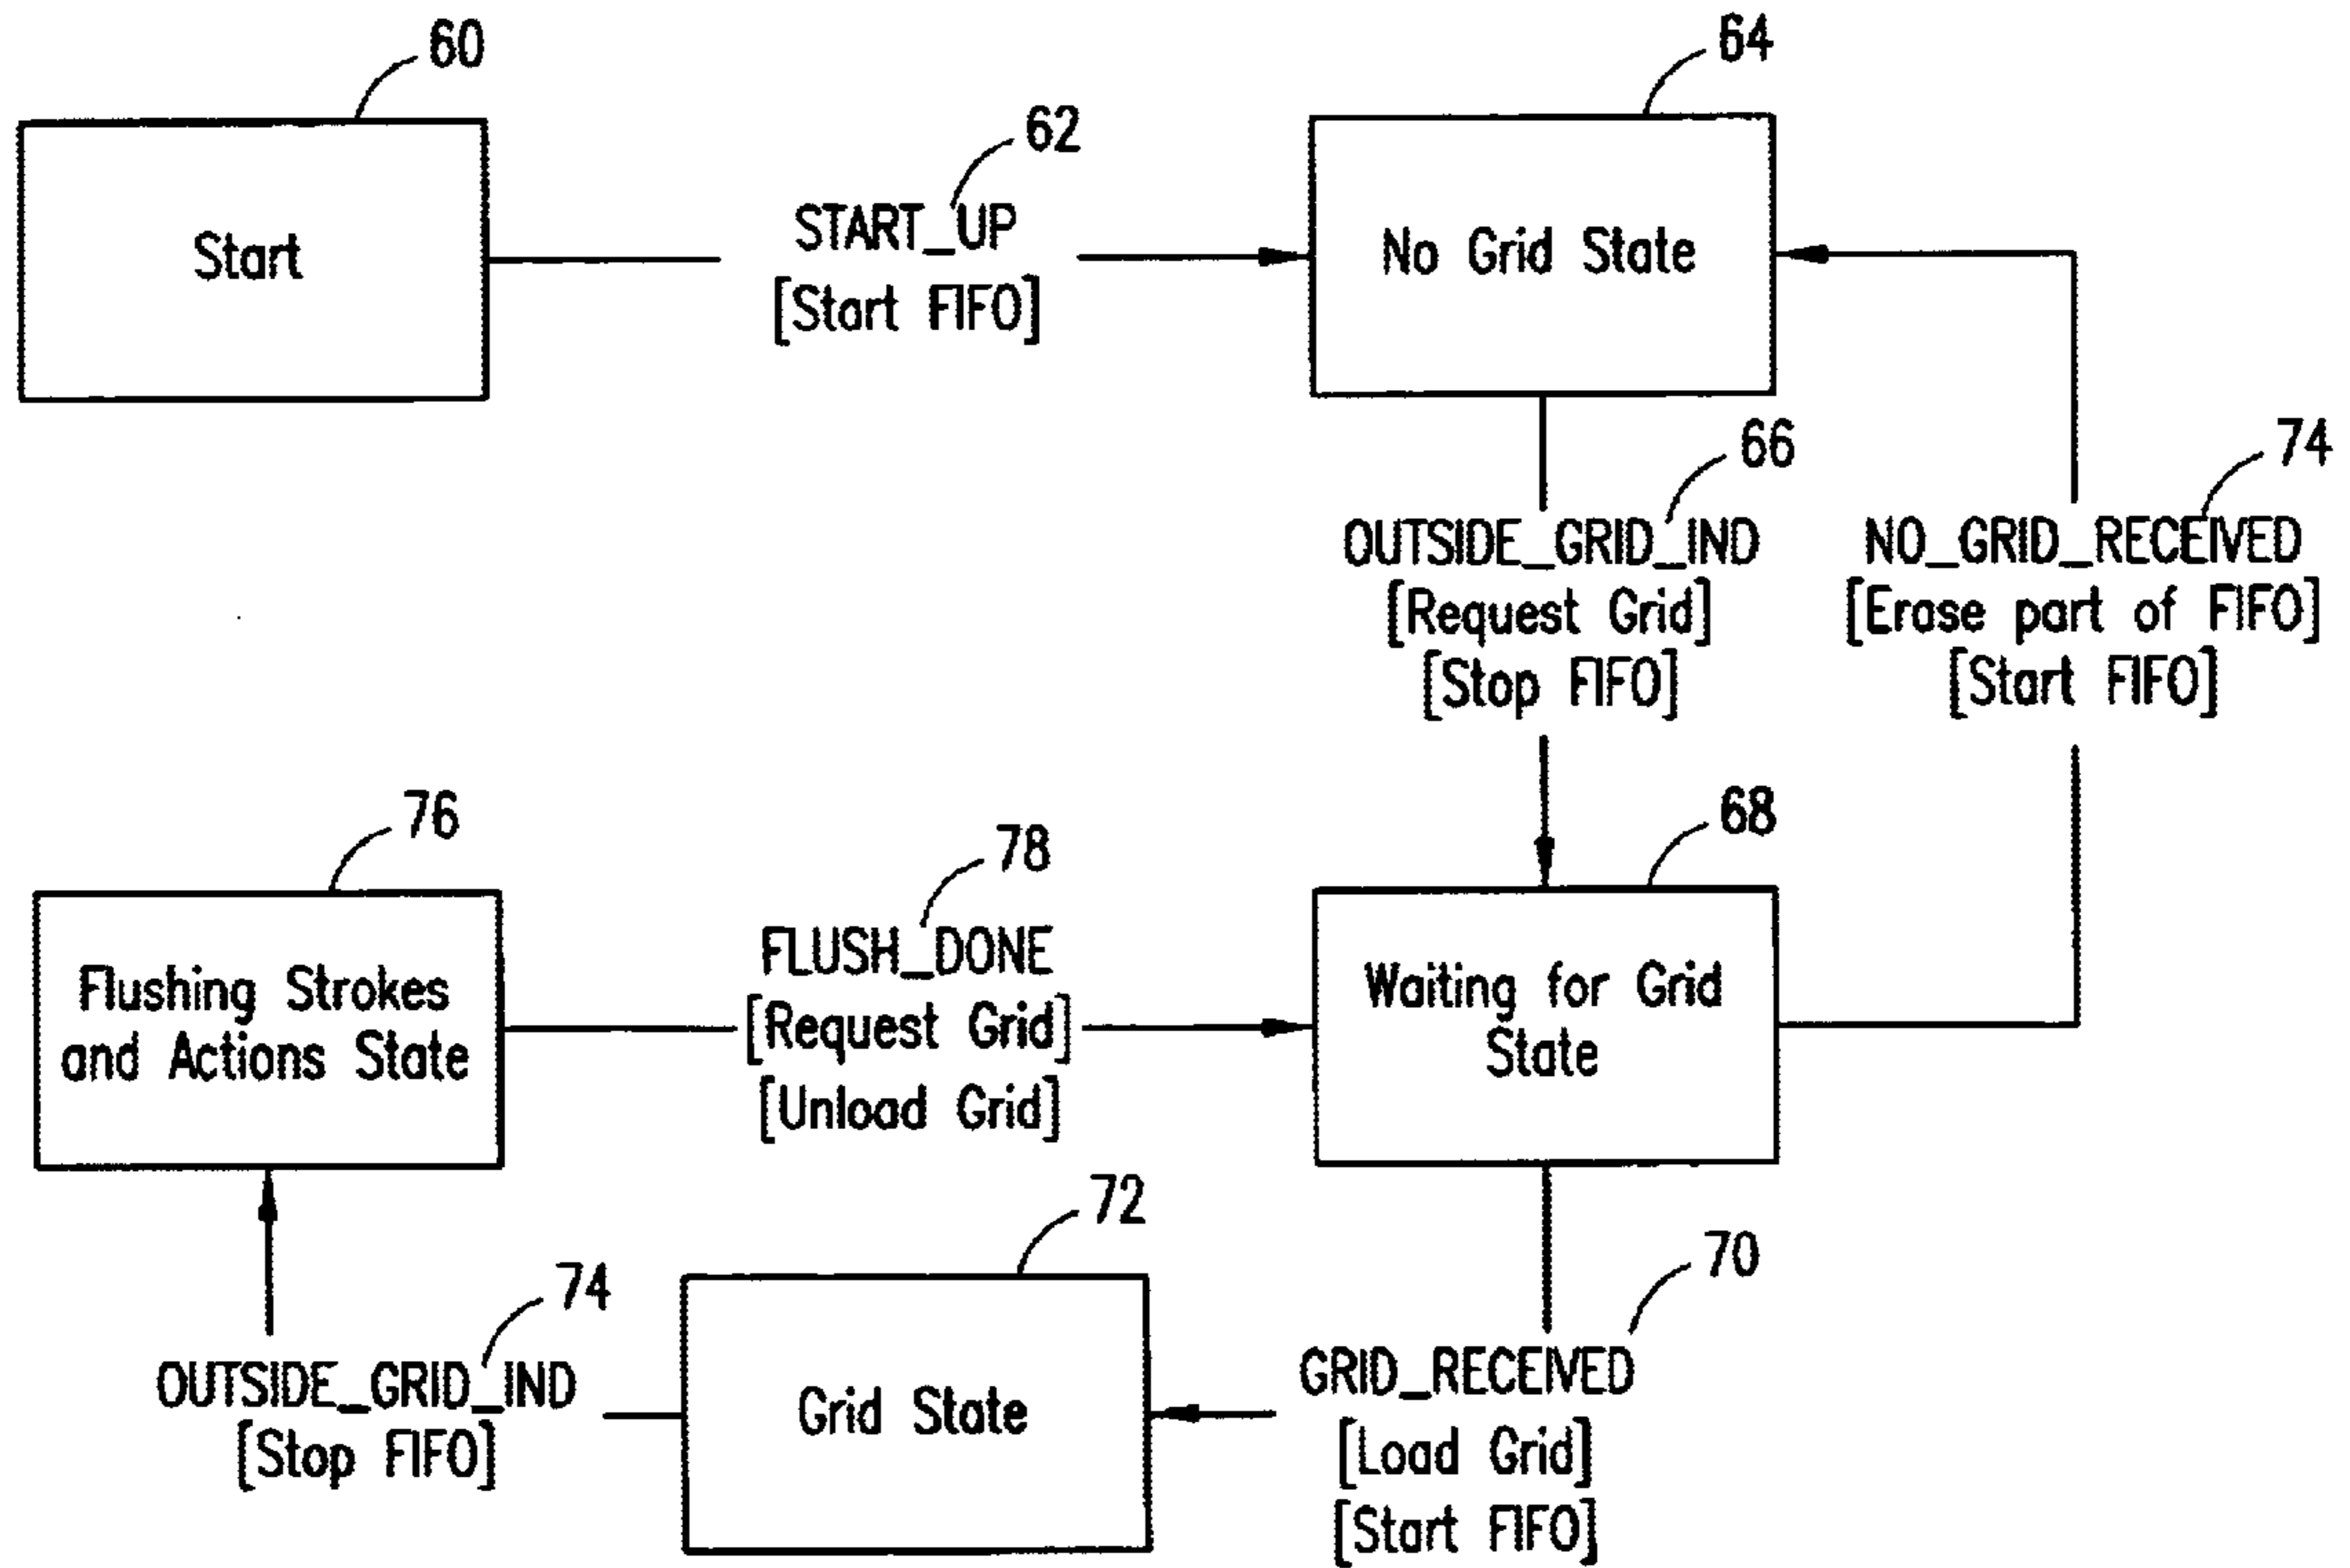 60
Start
62
START_UP
[Start FIFO]
64
No Grid State
66
OUTSIDE_GRID_IND
[Request Grid]
[Stop FIFO]
74
NO_GRID_RECEIVED
[Erase part of FIFO]
[Start FIFO]
76
Flushing Strokes
and Actions State
78
FLUSH_DONE
[Request Grid]
[Unload Grid]
68
Waiting for Grid
State
74
OUTSIDE_GRID_IND
[Stop FIFO]
72
Grid State
70
GRID_RECEIVED
[Load Grid]
[Start FIFO]